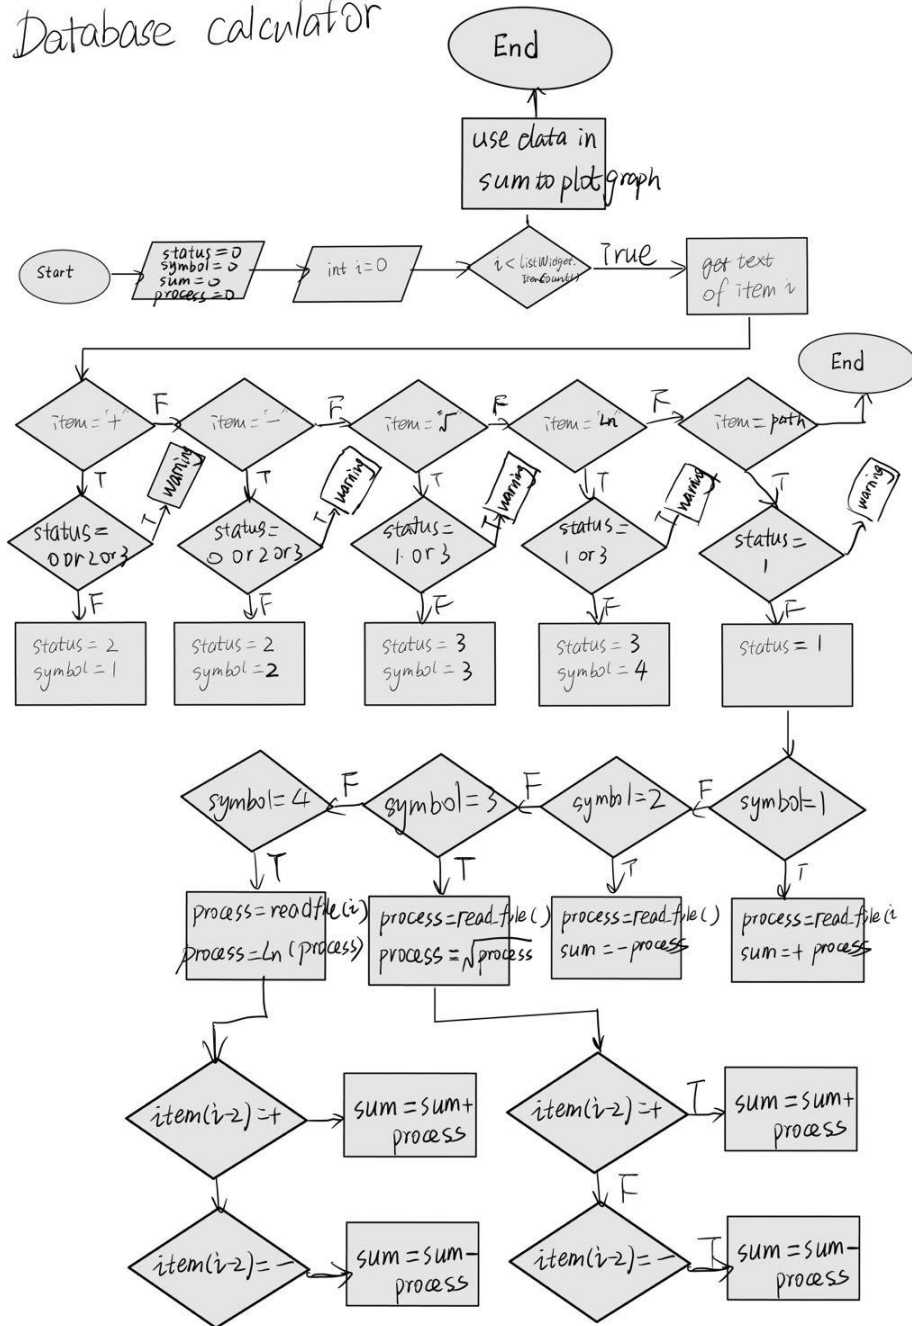 Database calculator
End
use data in
sum to plot graph
Start
status=0
symbol=0
sum=0
process=0
int i=0
i<listWidget.
True
get text
of item i
End
item="+"
F
item="-"
F
item="√"
F
item="Ln"
F
item=path
T
warning
T
warning
T
warning
T
warning
T
warning
status=
0 or 2 or 3
T
status=
0 or 2 or 3
T
status=
1 or 3
T
status=
1 or 3
T
status=
1
F
F
F
F
F
status=2
symbol=1
status=2
symbol=2
status=3
symbol=3
status=3
symbol=4
status=1
symbol=4
F
symbol=3
F
symbol=2
F
symbol=1
T
T
T
T
process=readfile(i)
process=Ln(process)
process=read_file()
process=√process
process=read_file()
sum=-process
process=read_file(i
sum=+ process
item(i-2)=+
sum=sum+
process
item(i-2)=+
T
sum=sum+
process
F
item(i-2)=-
sum=sum-
process
item(i-2)=-
T
sum=sum-
process